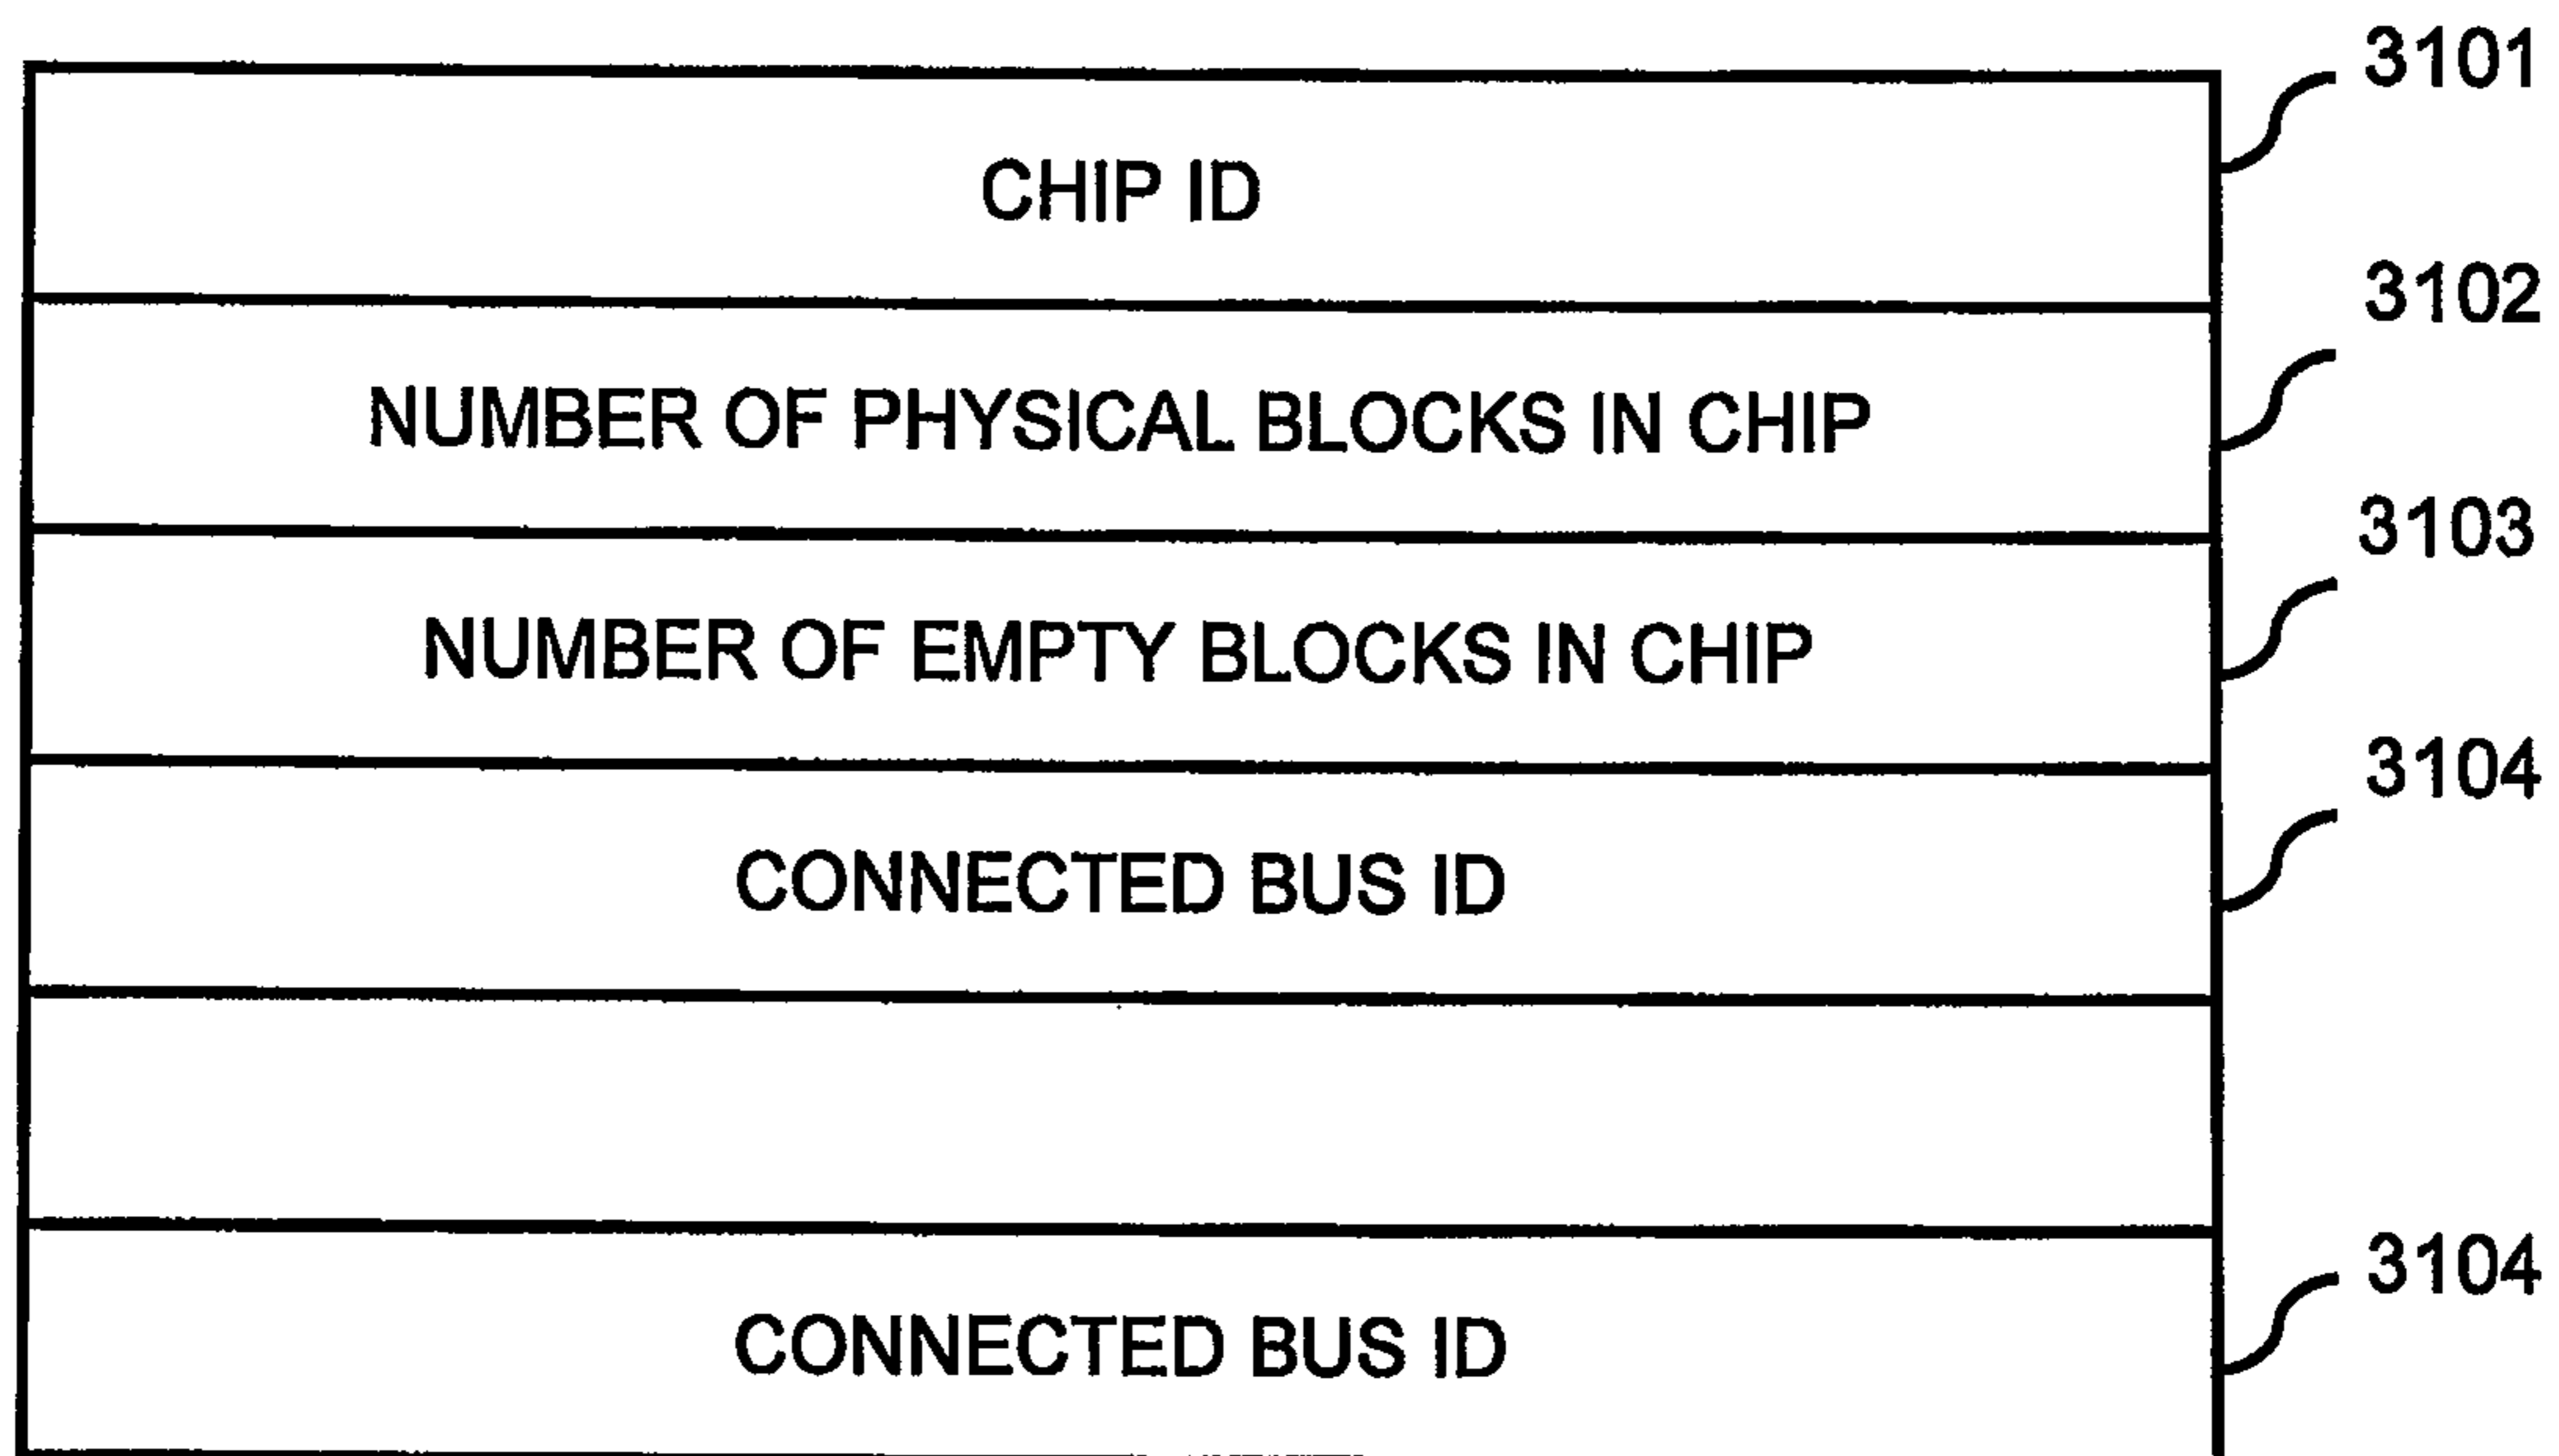 3101
CHIP ID
3102
NUMBER OF PHYSICAL BLOCKS IN CHIP
3103
NUMBER OF EMPTY BLOCKS IN CHIP
3104
CONNECTED BUS ID
3104
CONNECTED BUS ID